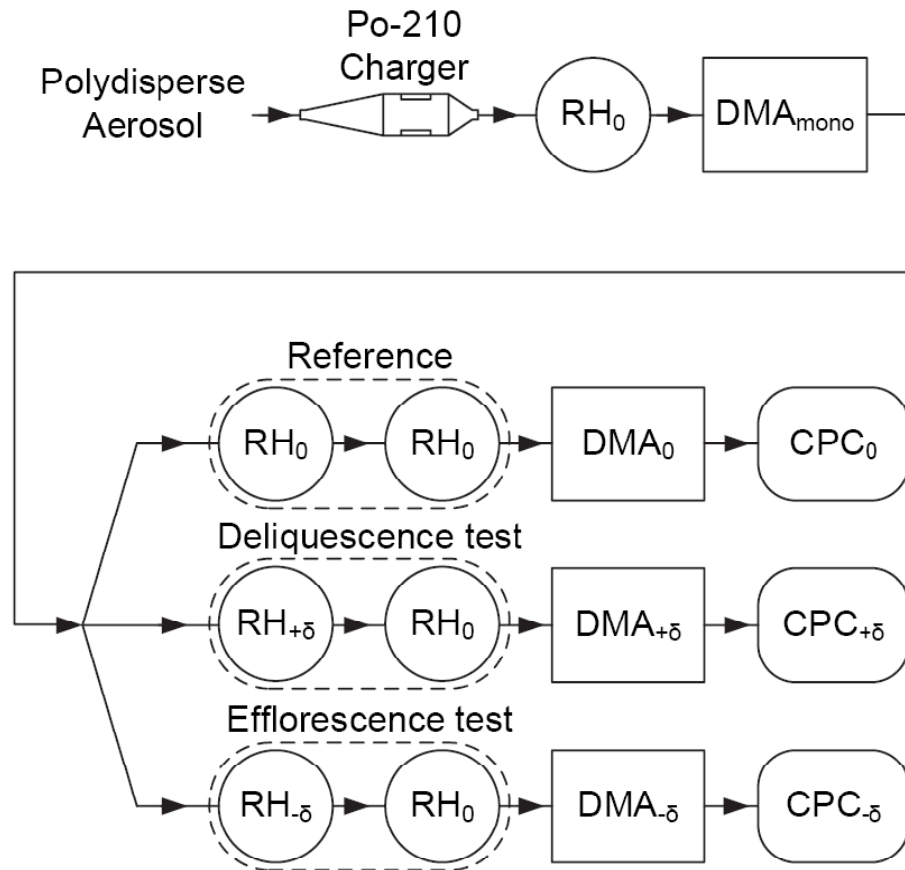 Po-210
Charger
Polydisperse
Aerosol
RH₀
DMAmono
Reference
RH₀ RH₀ DMA₀ CPC₀
Deliquescence test
RH+δ RH₀ DMA+δ CPC+δ
Efflorescence test
RH-δ RH₀ DMA-δ CPC-δ